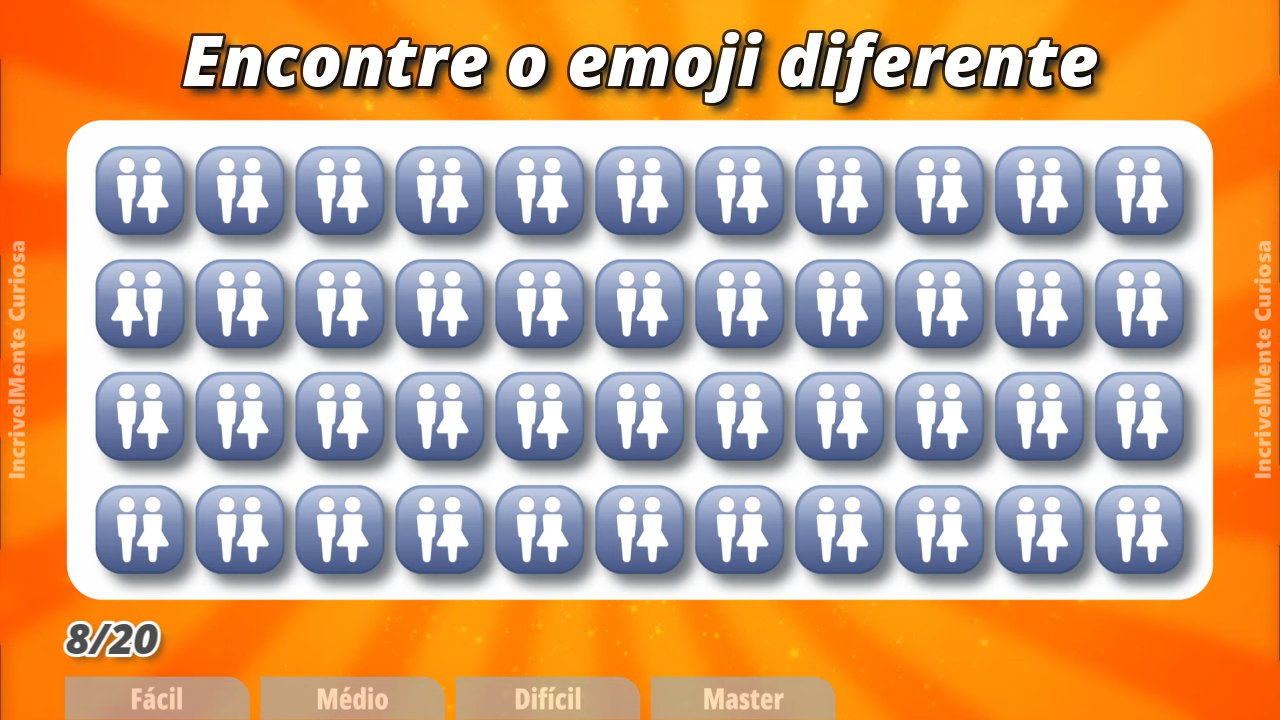 Encontre o emoji diferente
IncrivelMente Curiosa
IncrivelMente Curiosa
8/20
Fácil
Médio
Difícil
Master